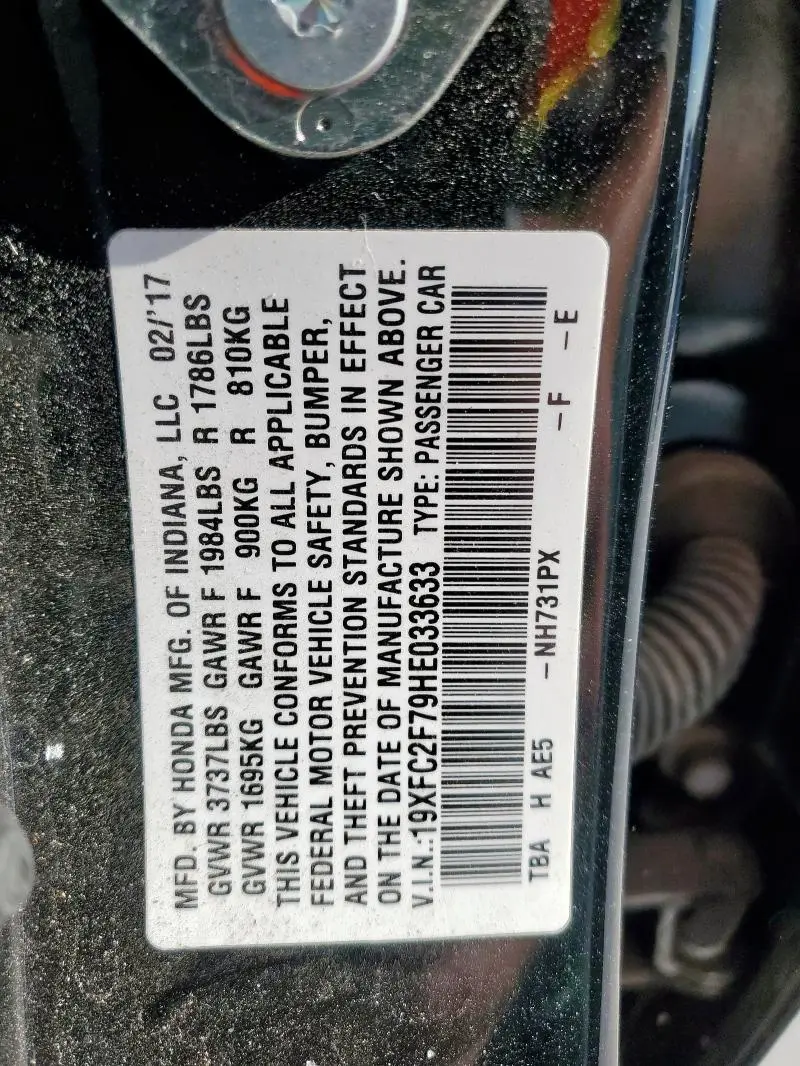 MFD. BY HONDA MFG. OF INDIANA, LLC 02/'17
GVWR 3737LBS GAWR F 1984LBS R 1786LBS
GVWR 1695KG GAWR F 900KG R 810KG
THIS VEHICLE CONFORMS TO ALL APPLICABLE
FEDERAL MOTOR VEHICLE SAFETY, BUMPER,
AND THEFT PREVENTION STANDARDS IN EFFECT
ON THE DATE OF MANUFACTURE SHOWN ABOVE.
V.I.N.:19XFC2F79HE033633 TYPE: PASSENGER CAR
TBA H AE5 -NH731PX -F -E